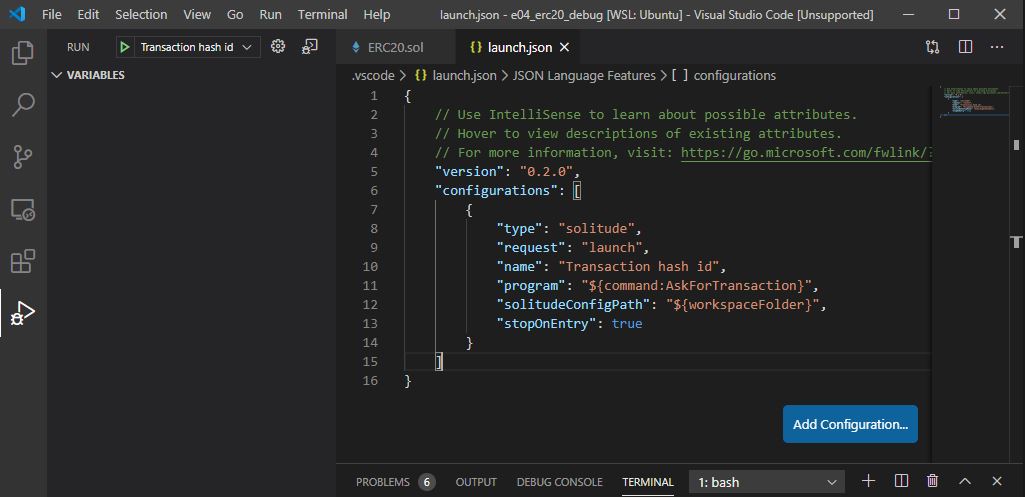 File Edit Selection View Go Run Terminal Help launch.json - e04_erc20_debug [WSL: Ubuntu] - Visual Studio Code [Unsupported]
RUN Transaction hash id
ERC20.sol {} launch.json
VARIABLES
.vscode > {} launch.json > JSON Language Features > [ ] configurations
1 {
2 // Use IntelliSense to learn about possible attributes.
3 // Hover to view descriptions of existing attributes.
4 // For more information, visit: https://go.microsoft.com/fwlink/?
5 "version": "0.2.0",
6 "configurations": [
7 {
8 "type": "solitude",
9 "request": "launch",
10 "name": "Transaction hash id",
11 "program": "${command:AskForTransaction}",
12 "solitudeConfigPath": "${workspaceFolder}",
13 "stopOnEntry": true
14 }
15 ]
16 }
Add Configuration...
PROBLEMS 6 OUTPUT DEBUG CONSOLE TERMINAL 1: bash